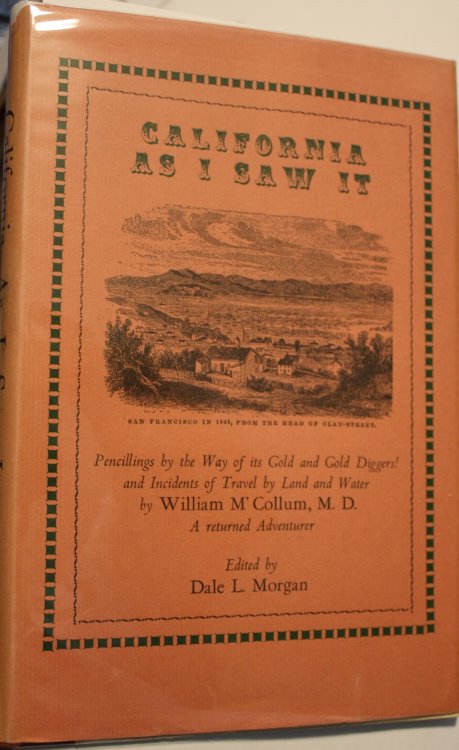 CALIFORNIA
AS I SAW IT
SAN FRANCISCO IN 1849, FROM THE HEAD OF CLAY-STREET.
Pencillings by the Way of its Gold and Gold Diggers!
and Incidents of Travel by Land and Water
by William M' Collum, M. D.
A returned Adventurer
Edited by
Dale L. Morgan
California As I S